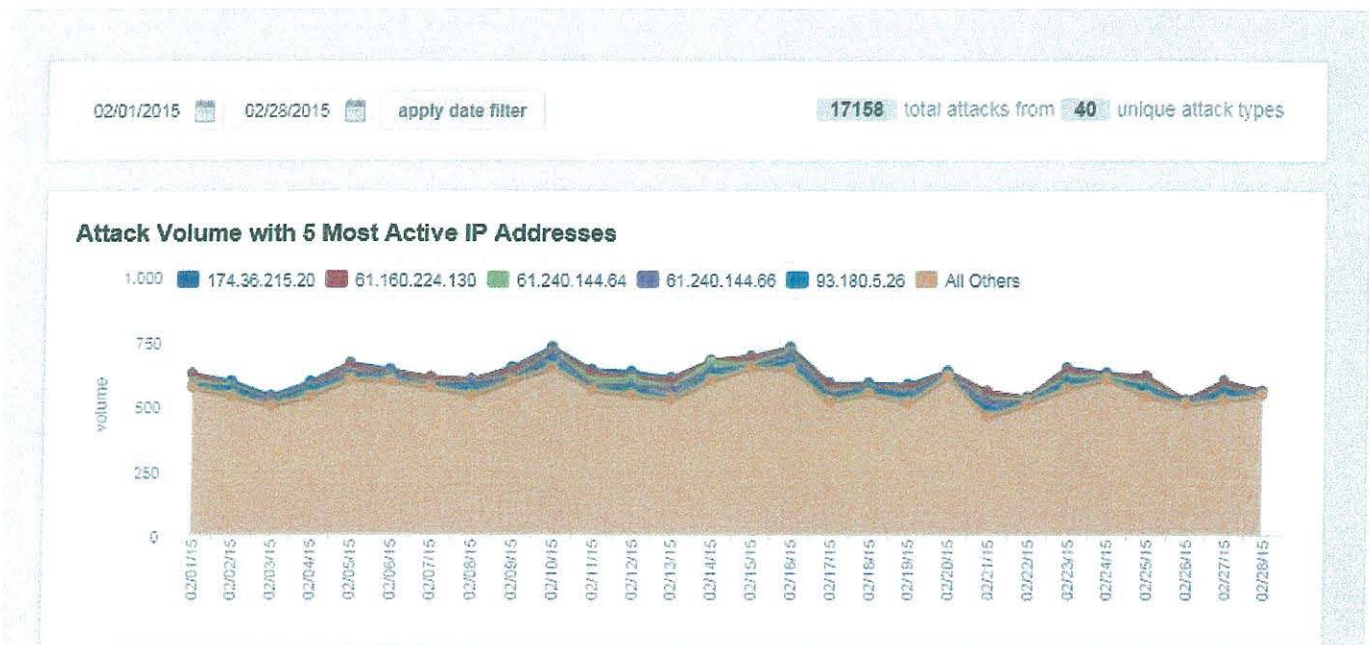 02/01/2015 02/28/2015 apply date filter 17158 total attacks from 40 unique attack types
Attack Volume with 5 Most Active IP Addresses
1,000 174.36.215.20 61.160.224.130 61.240.144.64 61.240.144.66 93.180.5.26 All Others
750
500
250
0
volume
02/01/15 02/02/15 02/03/15 02/04/15 02/05/15 02/06/15 02/07/15 02/08/15 02/09/15 02/10/15 02/11/15 02/12/15 02/13/15 02/14/15 02/15/15 02/16/15 02/17/15 02/18/15 02/19/15 02/20/15 02/21/15 02/22/15 02/23/15 02/24/15 02/25/15 02/26/15 02/27/15 02/28/15